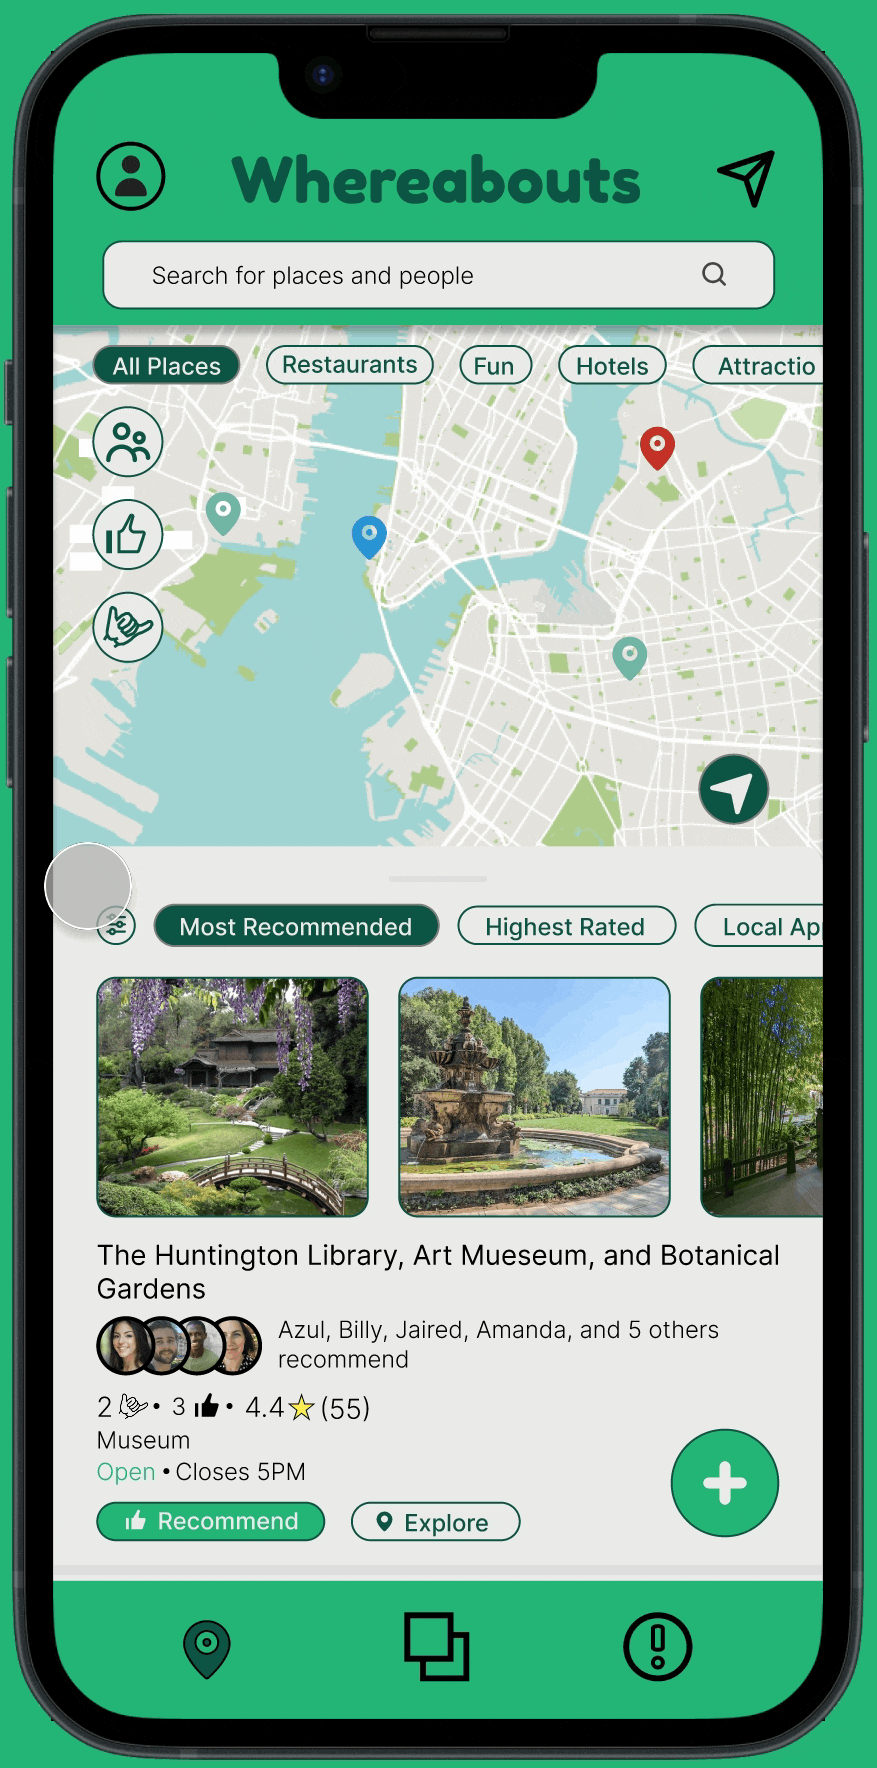 Whereabouts
Search for places and people
All Places
Restaurants
Fun
Hotels
Attractio
Most Recommended
Highest Rated
Local Ap
The Huntington Library, Art Mueseum, and Botanical
Gardens
Azul, Billy, Jaired, Amanda, and 5 others
recommend
2 • 3 • 4.4 (55)
Museum
Open • Closes 5PM
Recommend
Explore